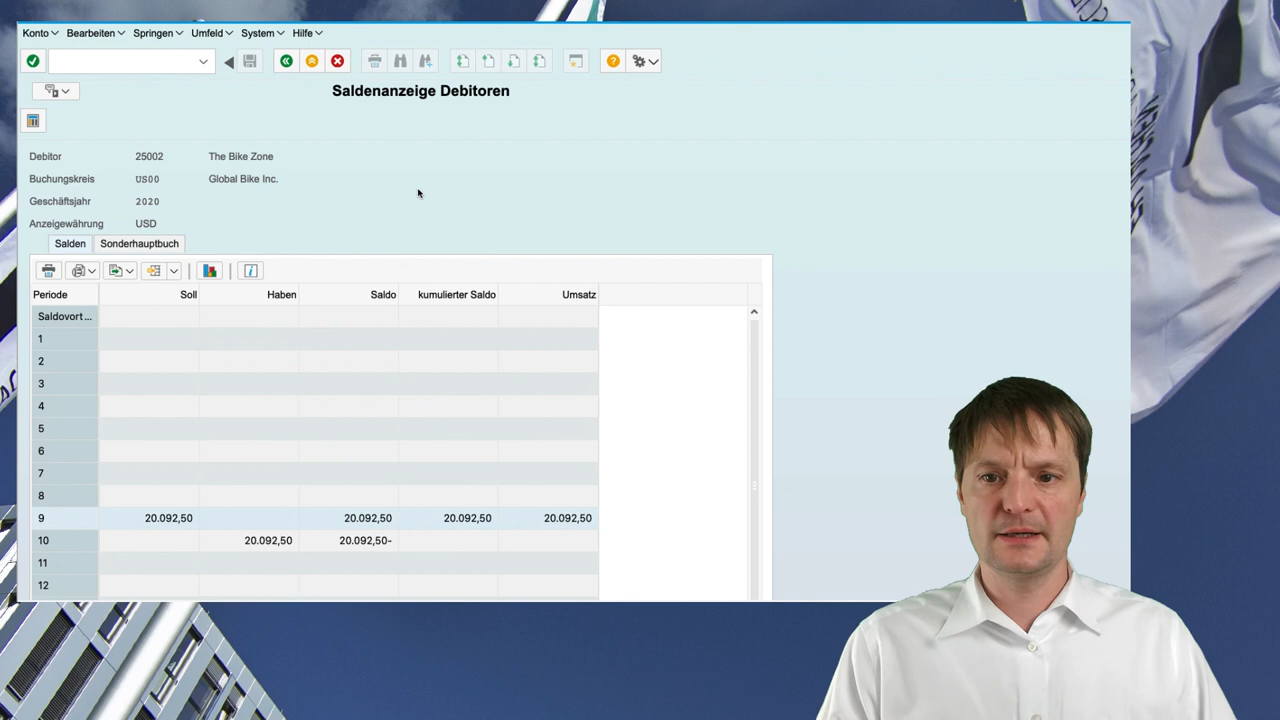 Konto Bearbeiten Springen Umfeld System Hilfe
Saldenanzeige Debitoren
Debitor 25002 The Bike Zone
Buchungskreis US00 Global Bike Inc.
Geschäftsjahr 2020
Anzeigewährung USD
Salden Sonderhauptbuch
Periode Soll Haben Saldo kumulierter Saldo Umsatz
Saldovort...
1
2
3
4
5
6
7
8
9 20.092,50 20.092,50 20.092,50 20.092,50
10 20.092,50 20.092,50-
11
12